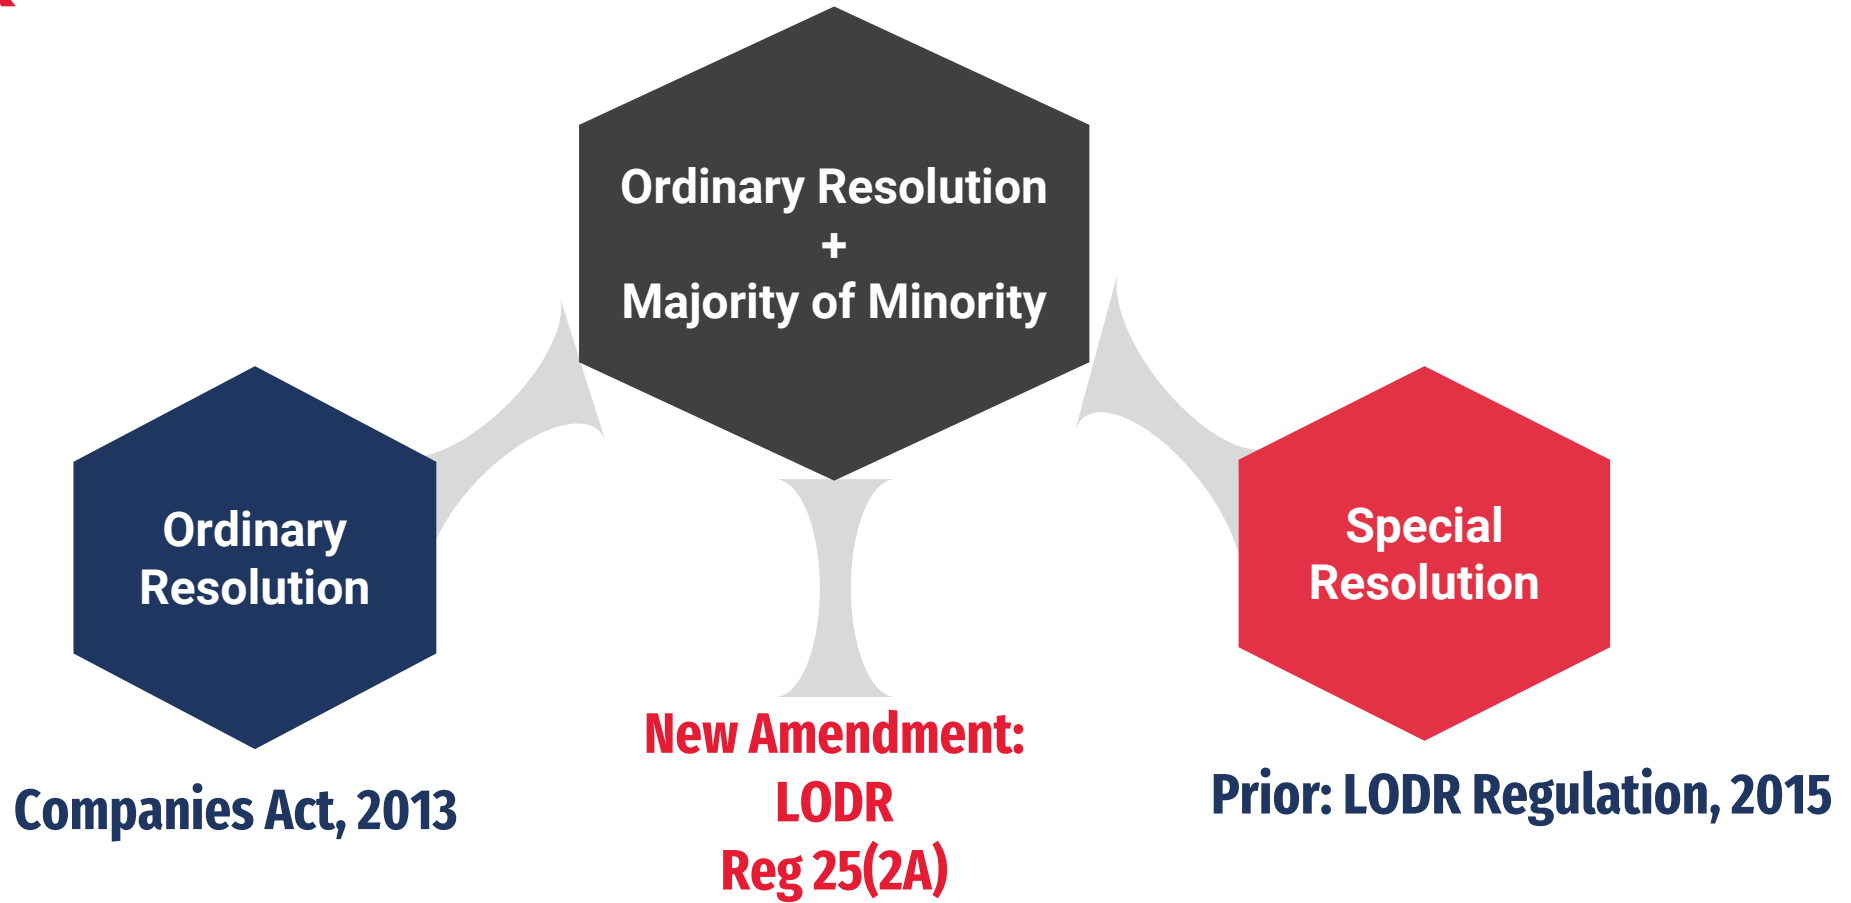 Ordinary Resolution
+
Majority of Minority
Ordinary
Resolution
Special
Resolution
New Amendment:
LODR
Reg 25(2A)
Companies Act, 2013
Prior: LODR Regulation, 2015